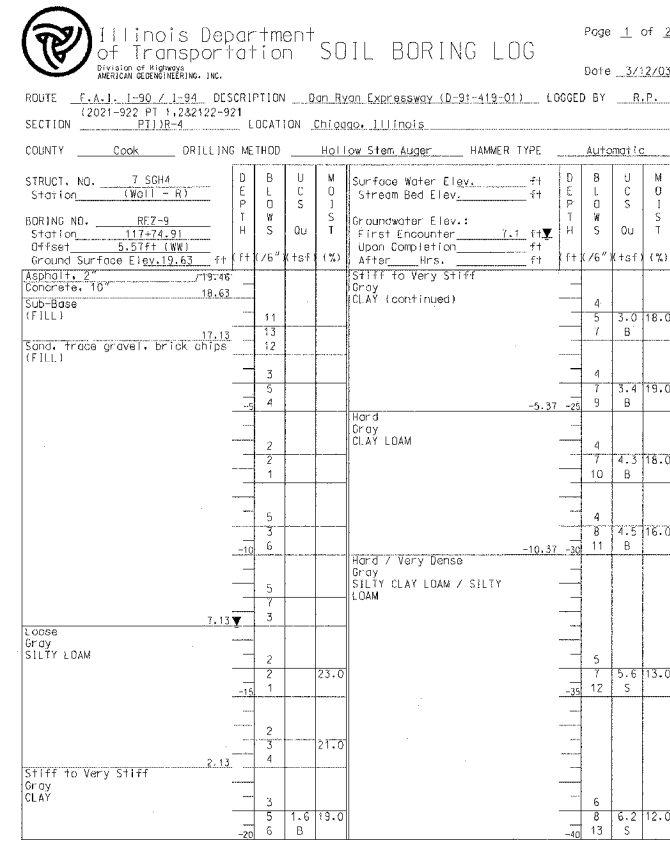 Illinois Department
of Transportation
Division of Highways
AMERICAN GEOENGINEERING, INC.
SOIL BORING LOG
Page 1 of 2
Date 3/12/03
ROUTE F.A.I. I-90 / I-94 DESCRIPTION Dan Ryan Expressway (D-91-419-01) LOGGED BY R.P.
(2021-922 PT 1,2&2122-921
SECTION PT1)R-4 LOCATION Chicago, Illinois
COUNTY Cook DRILLING METHOD Hollow Stem Auger HAMMER TYPE Automatic
STRUCT. NO. 7 SGH4
Station (Wall - R)
BORING NO. REZ-9
Station 117+74.91
Offset 5.57ft (WW)
Ground Surface Elev. 19.63 ft
DEPTH (ft)
BLOWS (/6")
UCS Qu (tsf)
MOIST (%)
Surface Water Elev. ft
Stream Bed Elev. ft
Groundwater Elev.:
First Encounter 7.1 ft▼
Upon Completion ft
After Hrs. ft
DEPTH (ft)
BLOWS (/6")
UCS Qu (tsf)
MOIST (%)
Asphalt, 2" 19.46
Concrete, 10"
18.63
Sub-Base
(FILL) 11
17.13 13
Sand, trace gravel, brick chips 12
(FILL)
3
5
-5 4
2
2
1
5
3
-10 6
5
7
7.13▼ 3
Loose
Gray
SILTY LOAM 2
2 23.0
-15 1
2
3 21.0
2.13 4
Stiff to Very Stiff
Gray
CLAY 3
5 1.6 19.0
-20 6 B
Stiff to Very Stiff
Gray
CLAY (continued) 4
5 3.0 18.0
7 B
4
7 3.4 19.0
-5.37 -25 9 B
Hard
Gray
CLAY LOAM 4
7 4.3 18.0
10 B
4
8 4.5 16.0
-10.37 -30 11 B
Hard / Very Dense
Gray
SILTY CLAY LOAM / SILTY
LOAM
5
7 5.6 13.0
-35 12 S
6
8 6.2 12.0
-40 13 S